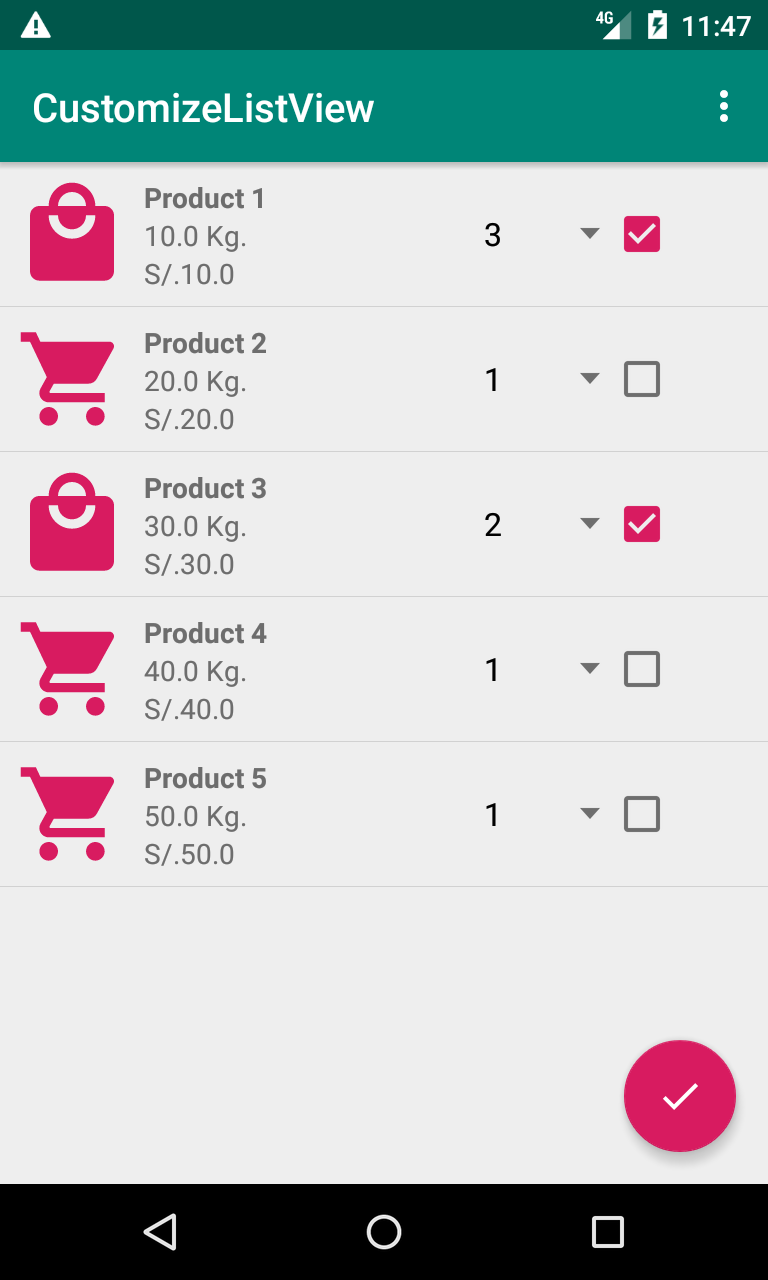 4G 11:47
CustomizeListView
Product 1
10.0 Kg.
S/.10.0
3
Product 2
20.0 Kg.
S/.20.0
1
Product 3
30.0 Kg.
S/.30.0
2
Product 4
40.0 Kg.
S/.40.0
1
Product 5
50.0 Kg.
S/.50.0
1